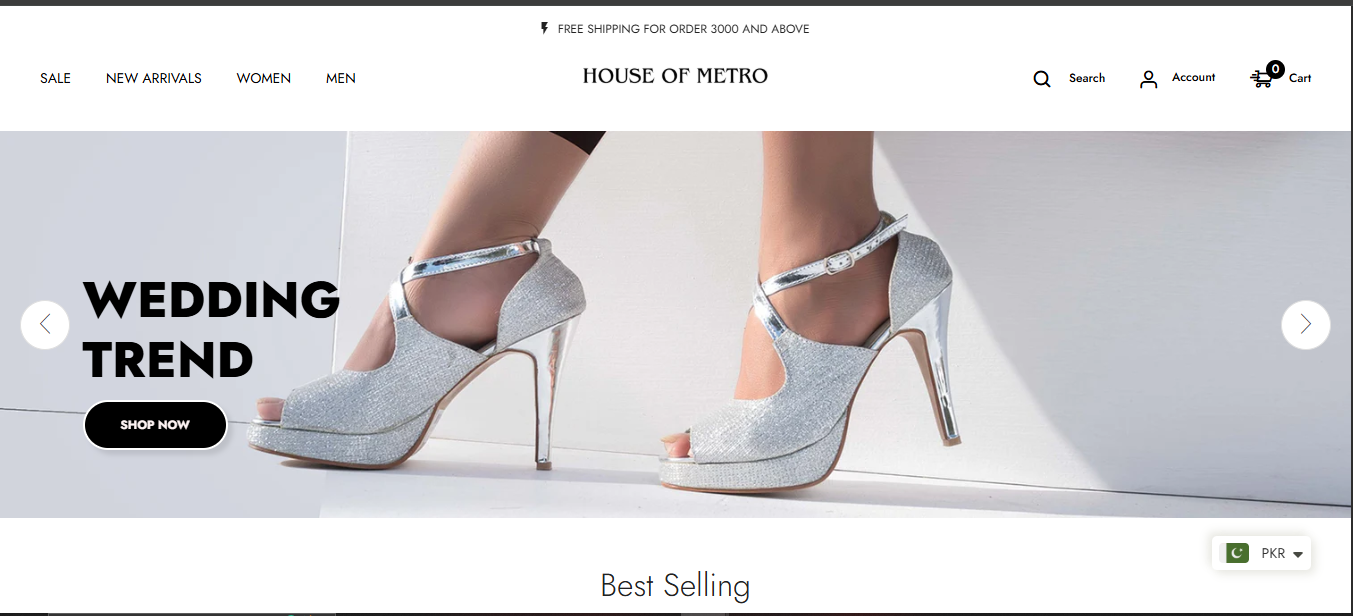 FREE SHIPPING FOR ORDER 3000 AND ABOVE
SALE NEW ARRIVALS WOMEN MEN HOUSE OF METRO Search Account 0 Cart
WEDDING
TREND
SHOP NOW
PKR
Best Selling